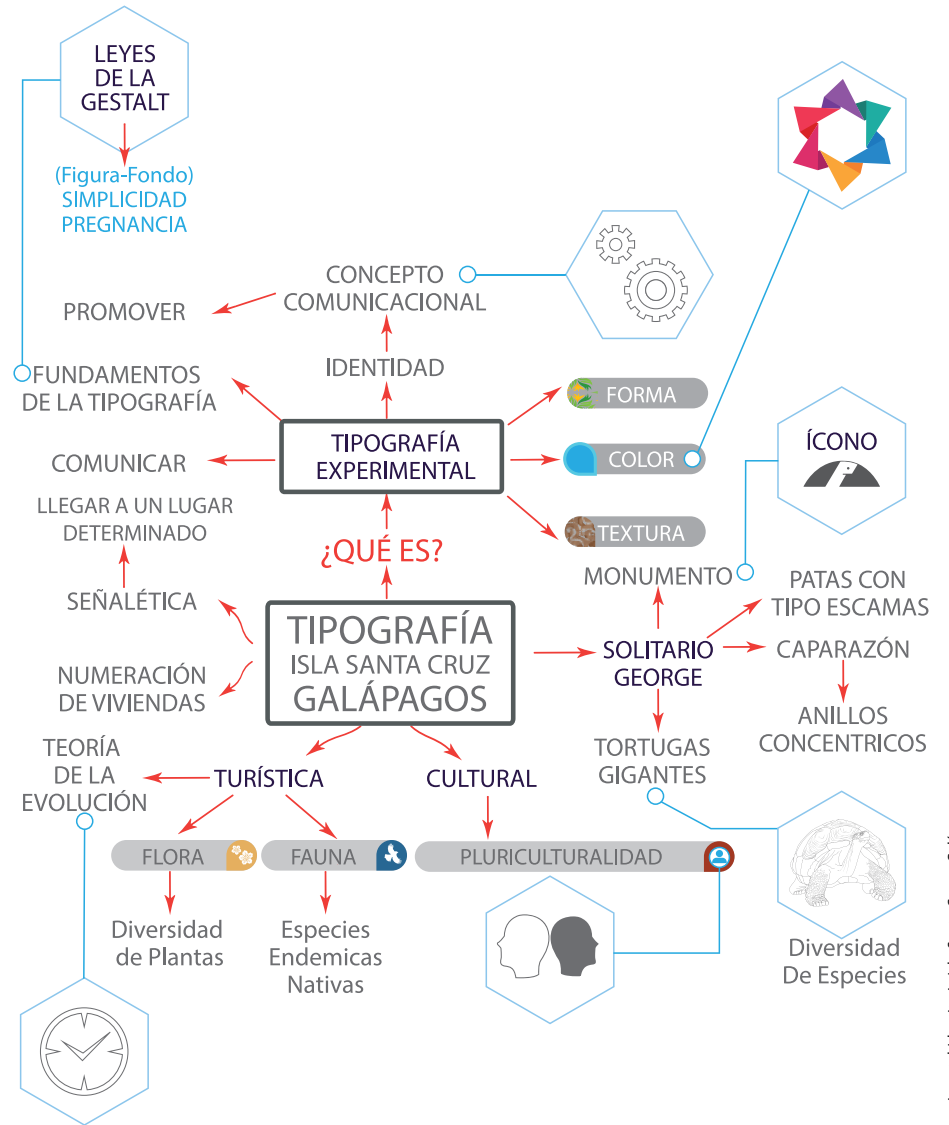 LEYES
DE LA
GESTALT
(Figura-Fondo)
SIMPLICIDAD
PREGNANCIA
CONCEPTO
COMUNICACIONAL
PROMOVER
IDENTIDAD
FUNDAMENTOS
DE LA TIPOGRAFÍA
FORMA
TIPOGRAFÍA
EXPERIMENTAL
COLOR
ÍCONO
COMUNICAR
LLEGAR A UN LUGAR
DETERMINADO
TEXTURA
¿QUÉ ES?
MONUMENTO
PATAS CON
TIPO ESCAMAS
SEÑALÉTICA
TIPOGRAFÍA
ISLA SANTA CRUZ
GALÁPAGOS
SOLITARIO
GEORGE
CAPARAZÓN
NUMERACIÓN
DE VIVIENDAS
ANILLOS
CONCENTRICOS
TEORÍA
DE LA
EVOLUCIÓN
TURÍSTICA
CULTURAL
TORTUGAS
GIGANTES
FLORA
FAUNA
PLURICULTURALIDAD
Diversidad
de Plantas
Especies
Endemicas
Nativas
Diversidad
De Especies